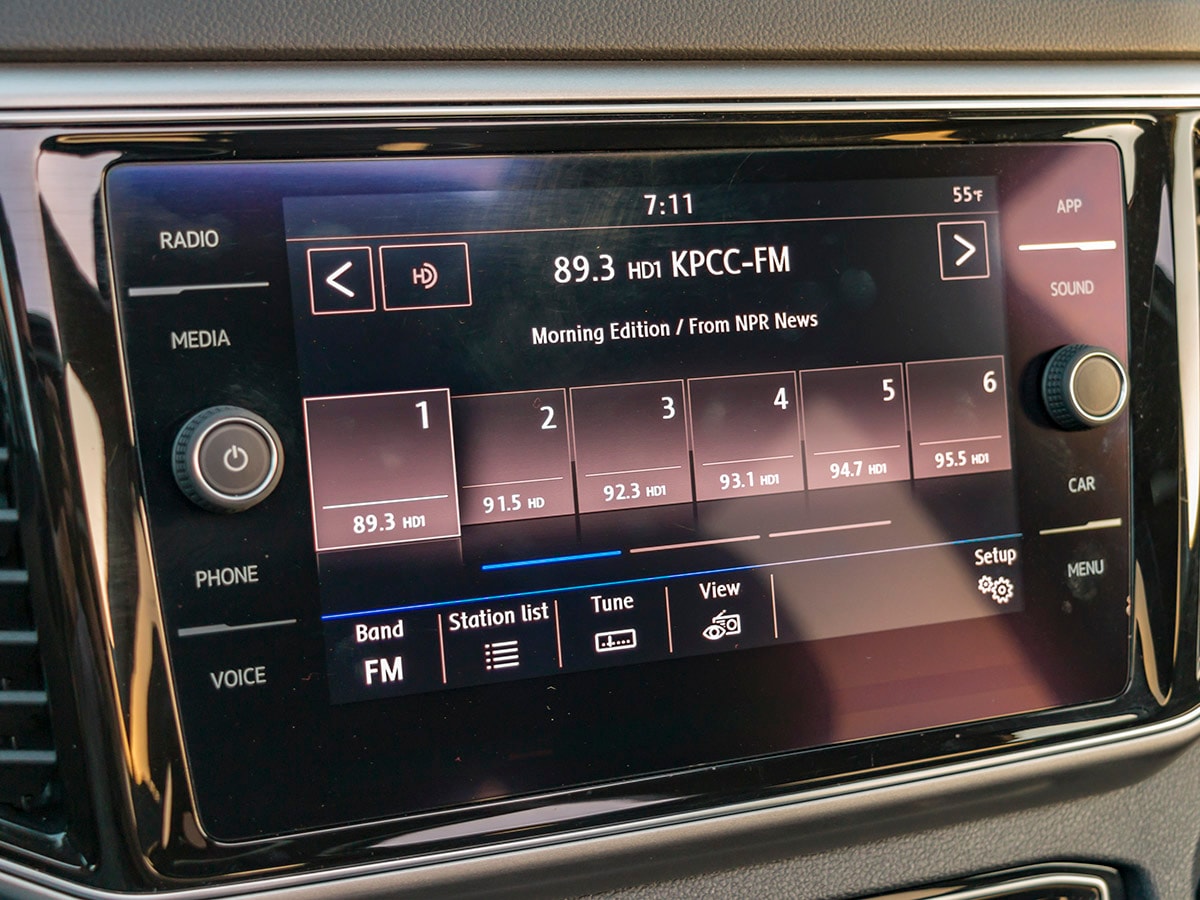 RADIO
MEDIA
PHONE
VOICE
7:11
55°F
HD
89.3 HD1 KPCC-FM
Morning Edition / From NPR News
1
2
3
4
5
6
89.3 HD1
91.5 HD
92.3 HD1
93.1 HD1
94.7 HD1
95.5 HD1
Band
FM
Station list
Tune
View
Setup
APP
SOUND
CAR
MENU